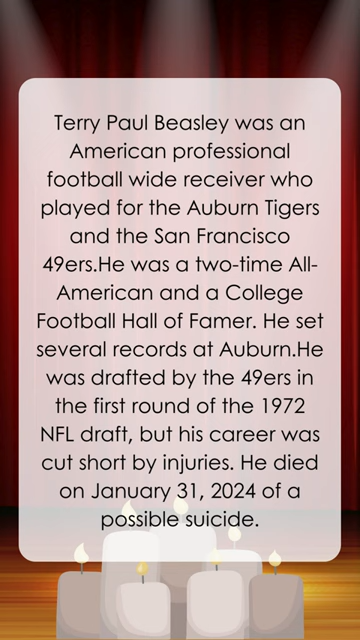 Terry Paul Beasley was an
American professional
football wide receiver who
played for the Auburn Tigers
and the San Francisco
49ers.He was a two-time All-
American and a College
Football Hall of Famer. He set
several records at Auburn.He
was drafted by the 49ers in
the first round of the 1972
NFL draft, but his career was
cut short by injuries. He died
on January 31, 2024 of a
possible suicide.